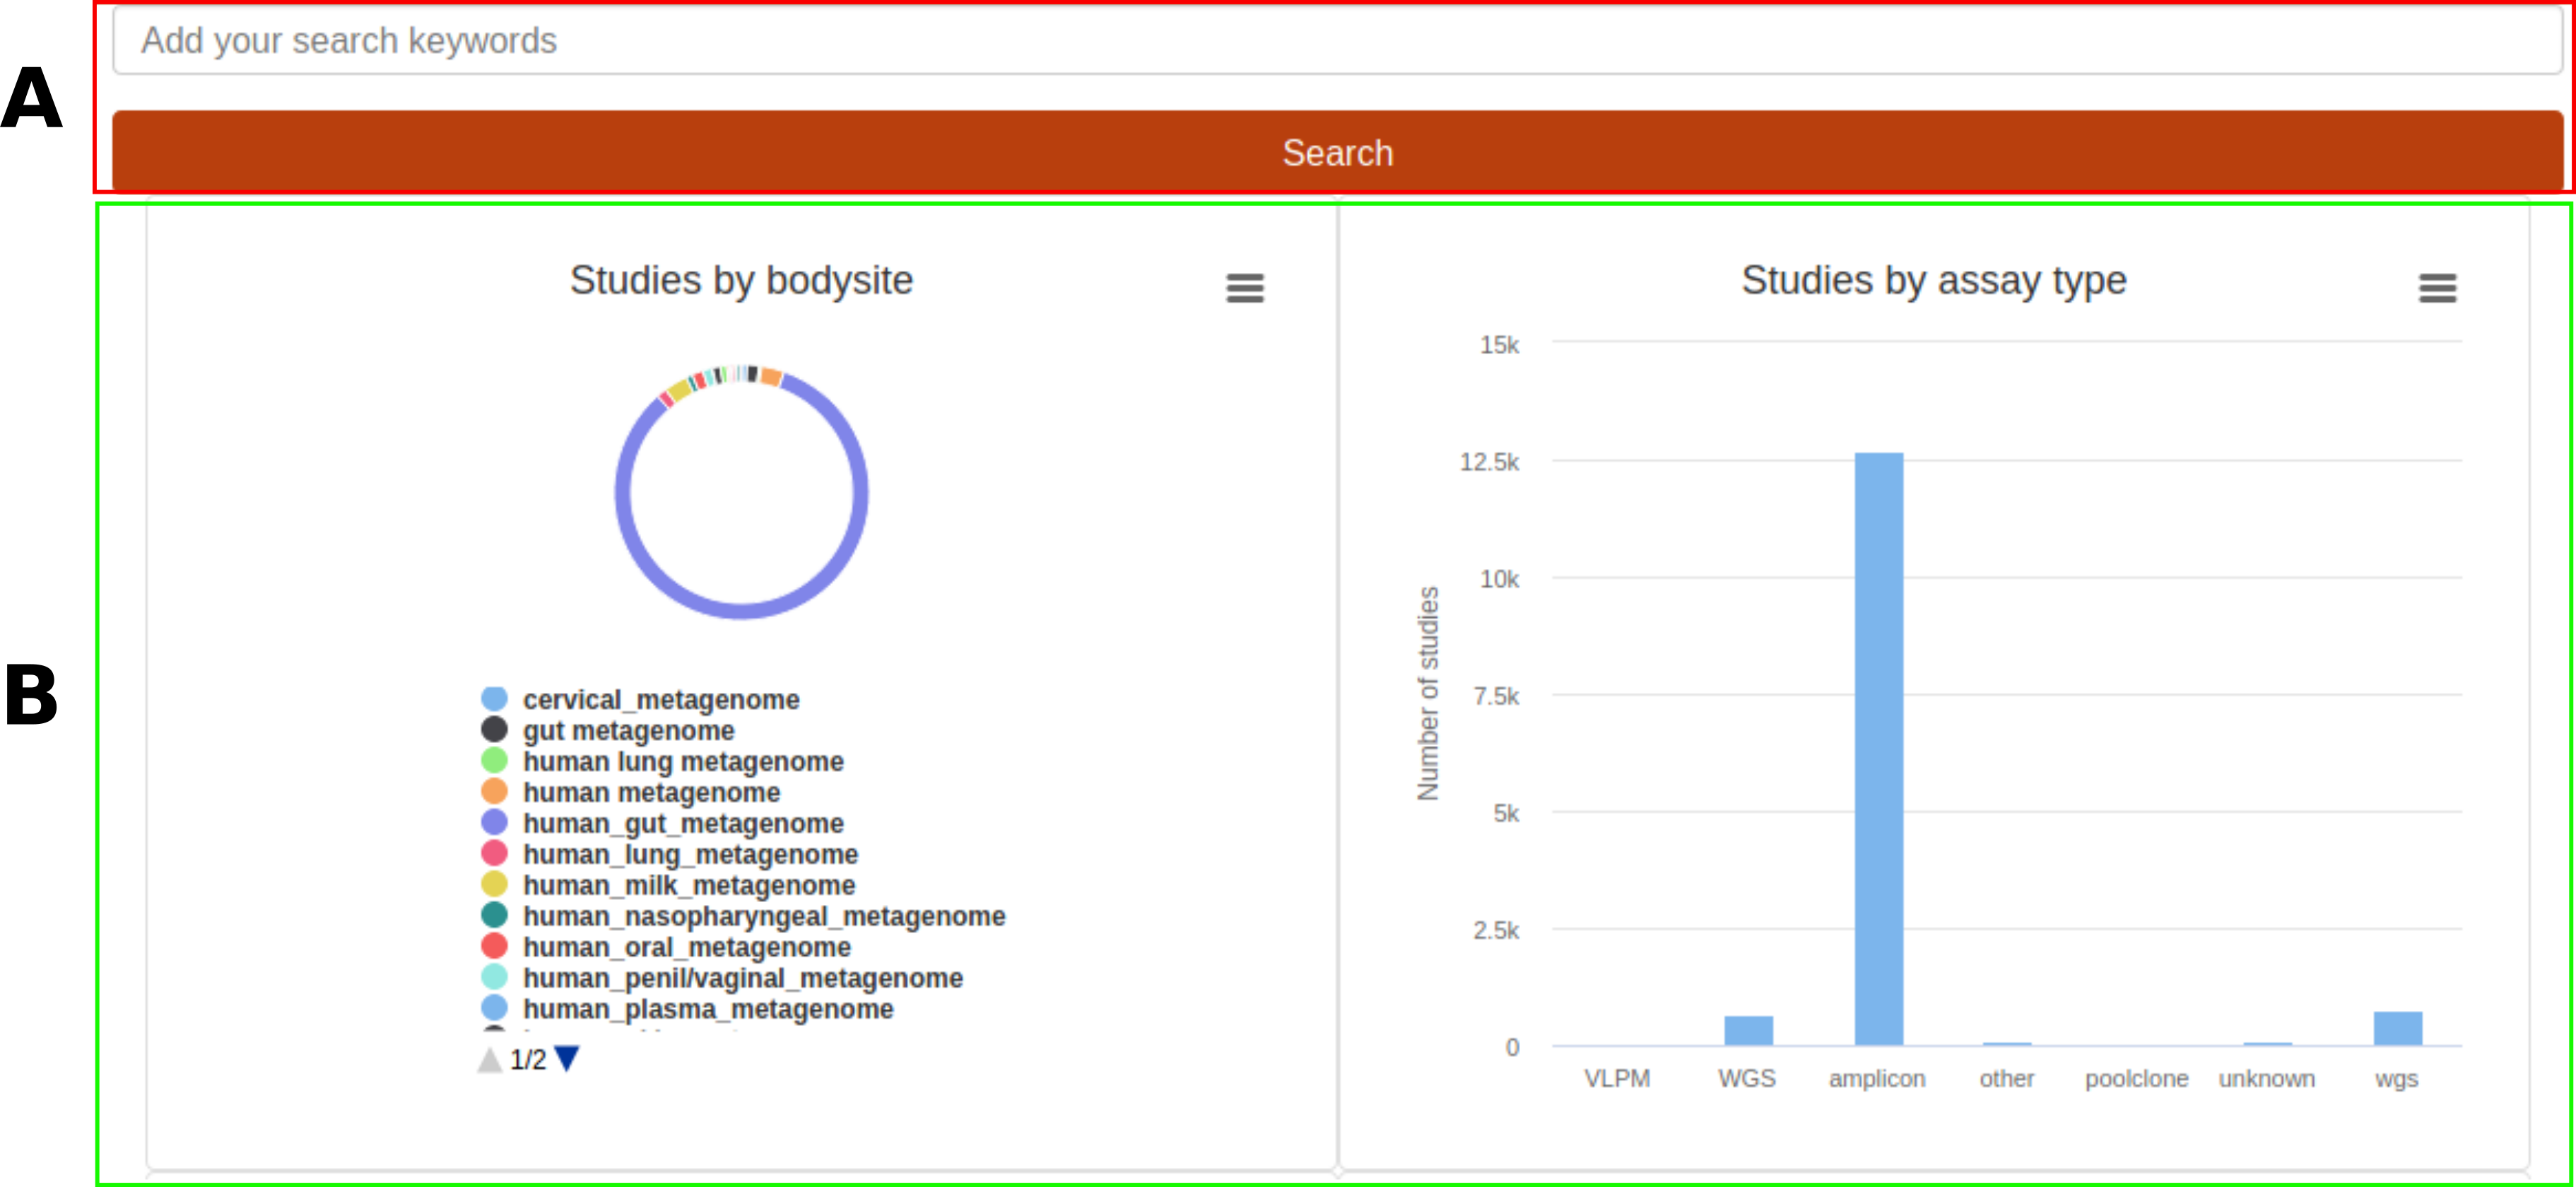 A
Add your search keywords
Search
B
Studies by bodysite
cervical_metagenome
gut metagenome
human lung metagenome
human metagenome
human_gut_metagenome
human_lung_metagenome
human_milk_metagenome
human_nasopharyngeal_metagenome
human_oral_metagenome
human_penil/vaginal_metagenome
human_plasma_metagenome
1/2
Studies by assay type
Number of studies
15k
12.5k
10k
7.5k
5k
2.5k
0
VLPM WGS amplicon other poolclone unknown wgs